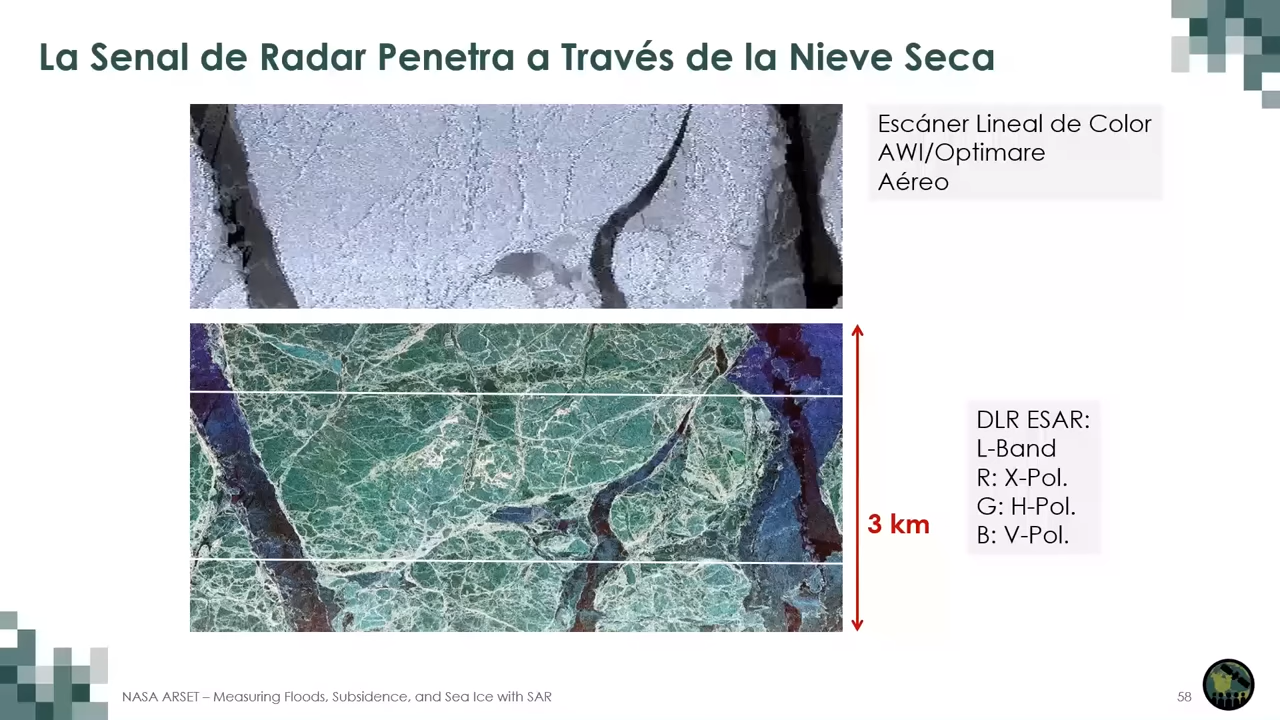 La Senal de Radar Penetra a Través de la Nieve Seca
Escáner Lineal de Color
AWI/Optimare
Aéreo
DLR ESAR:
L-Band
R: X-Pol.
G: H-Pol.
B: V-Pol.
3 km
NASA ARSET – Measuring Floods, Subsidence, and Sea Ice with SAR
58